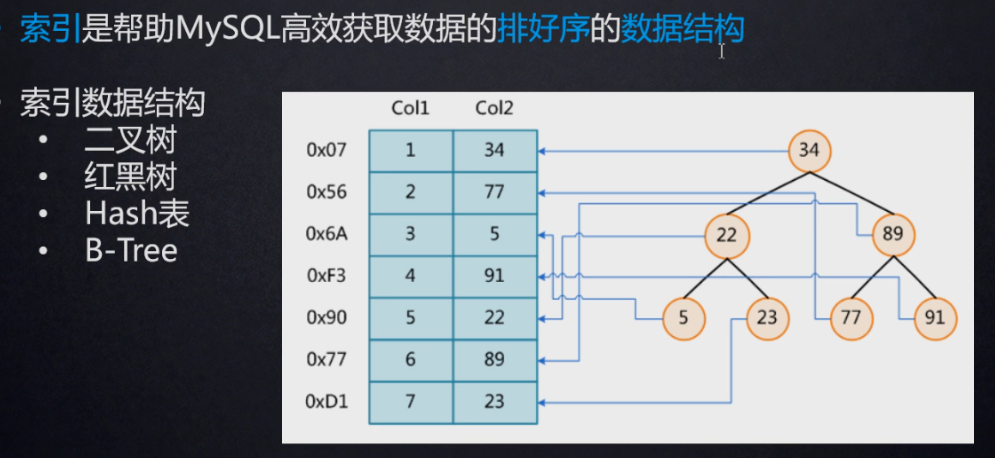 索引是帮助MySQL高效获取数据的排好序的数据结构
索引数据结构
• 二叉树
• 红黑树
• Hash表
• B-Tree
Col1 Col2
0x07 1 34
0x56 2 77
0x6A 3 5
0xF3 4 91
0x90 5 22
0x77 6 89
0xD1 7 23
34
22 89
5 23 77 91